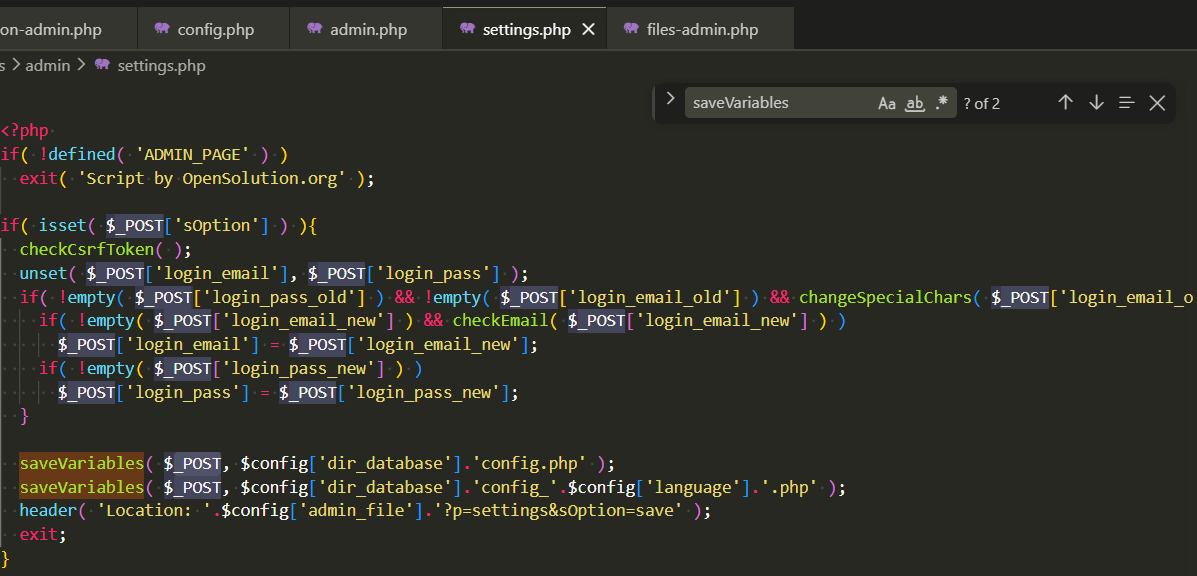 on-admin.php config.php admin.php settings.php files-admin.php
s > admin > settings.php
saveVariables Aa ab .* ? of 2
<?php
if( !defined( 'ADMIN_PAGE' ) )
exit( 'Script by OpenSolution.org' );
if( isset( $_POST['sOption'] ) ){
checkCsrfToken( );
unset( $_POST['login_email'], $_POST['login_pass'] );
if( !empty( $_POST['login_pass_old'] ) && !empty( $_POST['login_email_old'] ) && changeSpecialChars( $_POST['login_email_o
if( !empty( $_POST['login_email_new'] ) && checkEmail( $_POST['login_email_new'] ) )
$_POST['login_email'] = $_POST['login_email_new'];
if( !empty( $_POST['login_pass_new'] ) )
$_POST['login_pass'] = $_POST['login_pass_new'];
}
saveVariables( $_POST, $config['dir_database'].'config.php' );
saveVariables( $_POST, $config['dir_database'].'config_'.$config['language'].'.php' );
header( 'Location: '.$config['admin_file'].'?p=settings&sOption=save' );
exit;
}